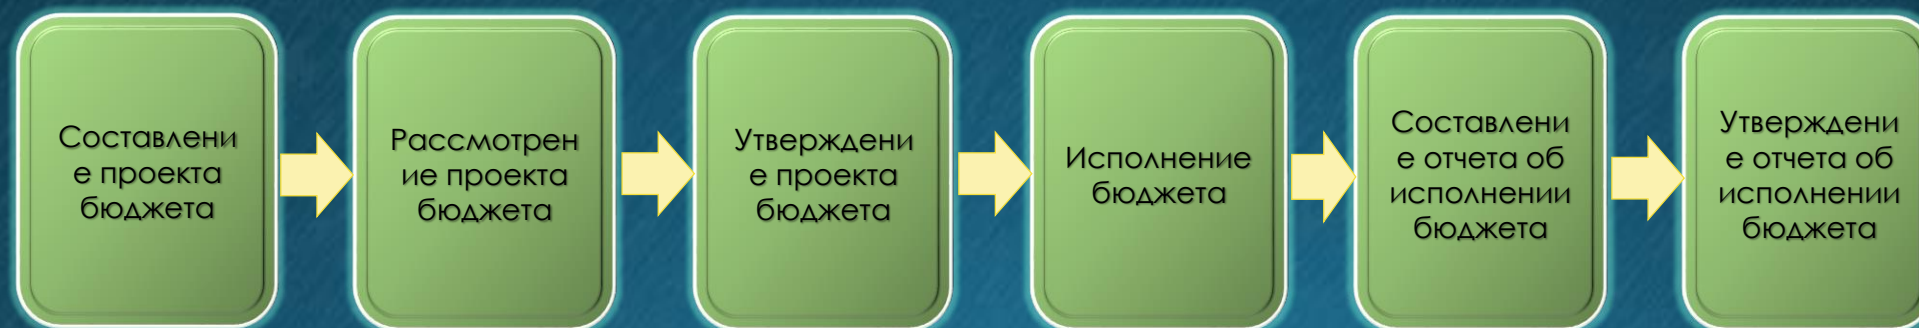 Составлени
е проекта
бюджета
Рассмотрен
ие проекта
бюджета
Утверждени
е проекта
бюджета
Исполнение
бюджета
Составлени
е отчета об
исполнении
бюджета
Утверждени
е отчета об
исполнении
бюджета